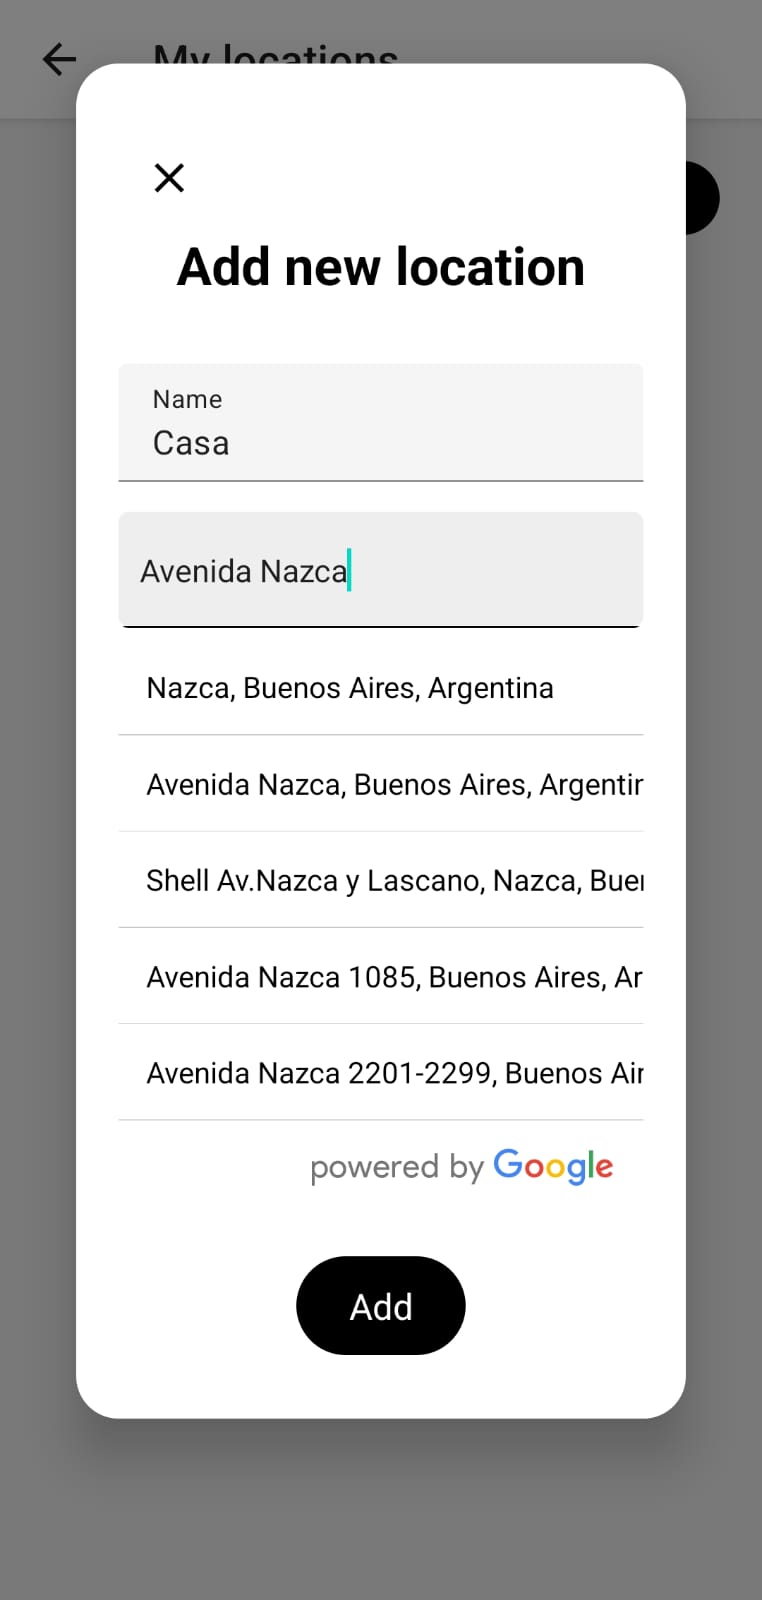 My locations
Add new location
Name
Casa
Avenida Nazca
Nazca, Buenos Aires, Argentina
Avenida Nazca, Buenos Aires, Argentin
Shell Av.Nazca y Lascano, Nazca, Buen
Avenida Nazca 1085, Buenos Aires, Ar
Avenida Nazca 2201-2299, Buenos Air
powered by Google
Add